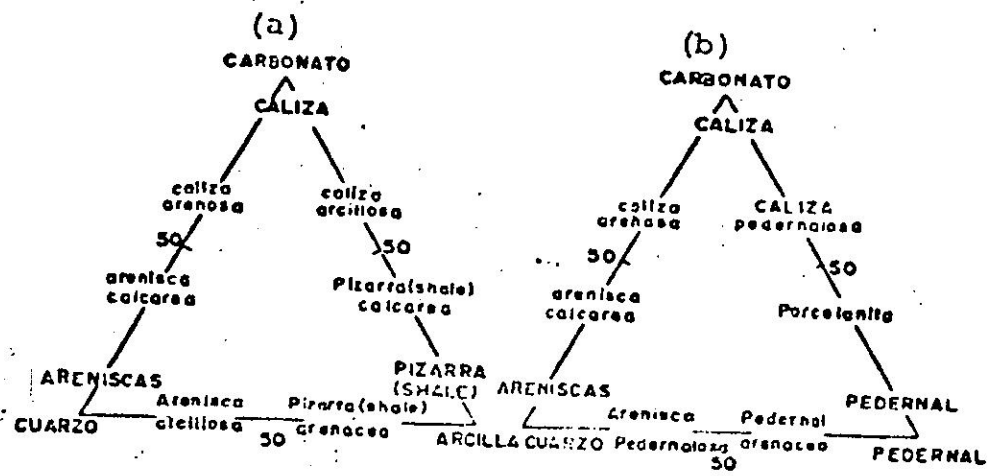 (a)
CARBONATO
CALIZA
caliza
arenosa
caliza
arcillosa
50
50
arenisca
calcarea
Pizarra(shale)
calcarea
ARENISCAS
PIZARRA
(SHALE)
Arenisca
arcillosa
50
Pizarra(shale)
arenacea
CUARZO
ARCILLA
(b)
CARBONATO
CALIZA
caliza
arenosa
CALIZA
pedernalosa
50
50
arenisca
calcarea
Porcelanita
ARENISCAS
PEDERNAL
Arenisca
Pedernalosa
50
Pedernal
arenacea
CUARZO
PEDERNAL